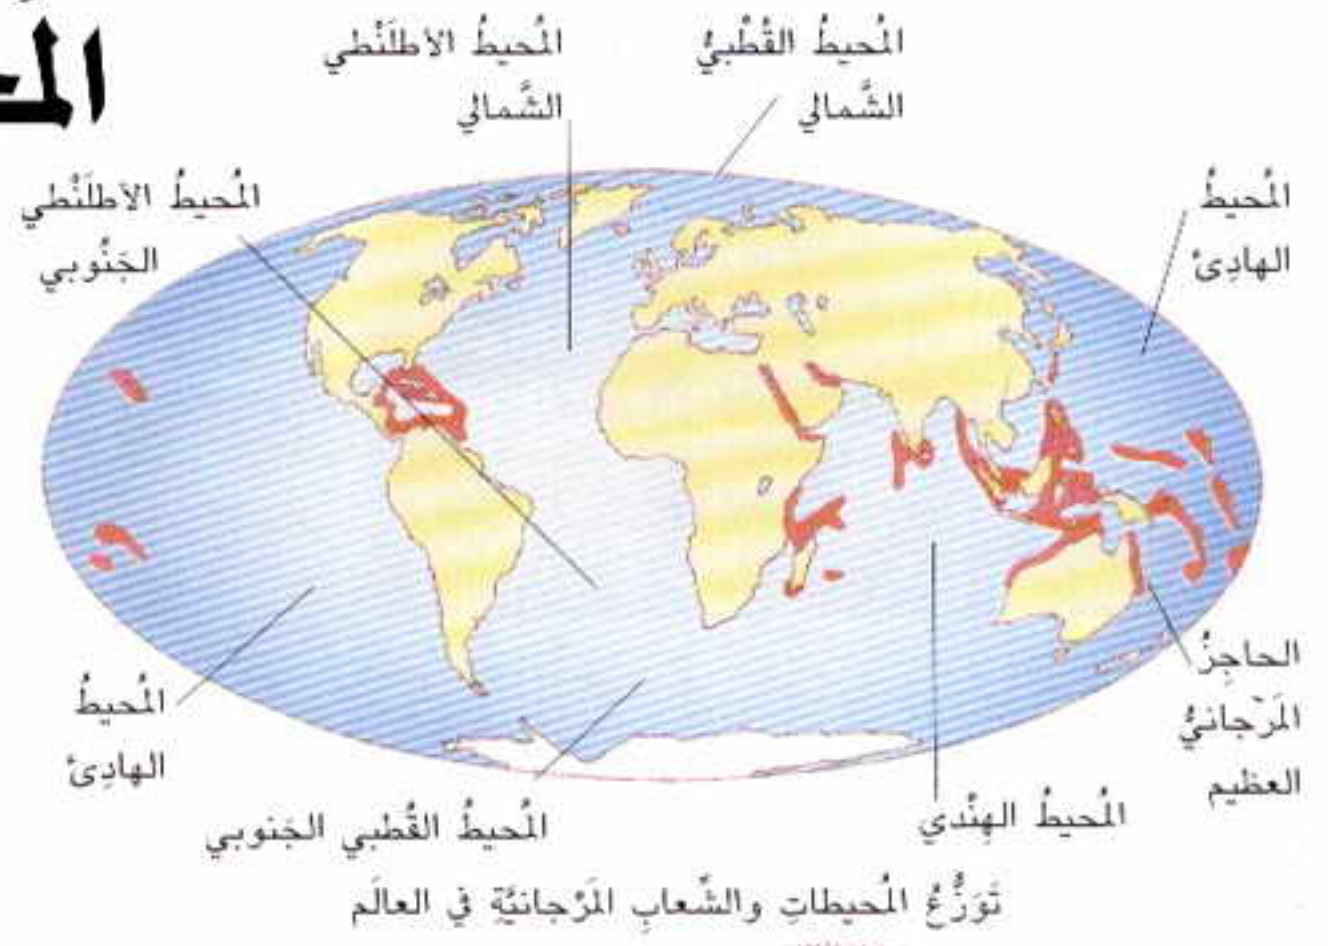 المُحيطُ القُطْبيُّ
الشَّمالي
المُحيطُ الأطلَنْطي
الشَّمالي
المُحيطُ
الهادِئ
المُحيطُ الأطلَنْطي
الجَنُوبي
الحاجِزُ
المَرْجانيُّ
العظيم
المُحيطُ
الهادِئ
المُحيطُ الهِنْدي
المُحيطُ القُطبي الجَنوبي
تَوَزُّعُ المُحيطاتِ والشِّعابِ المَرْجانيَّةِ في العالَم